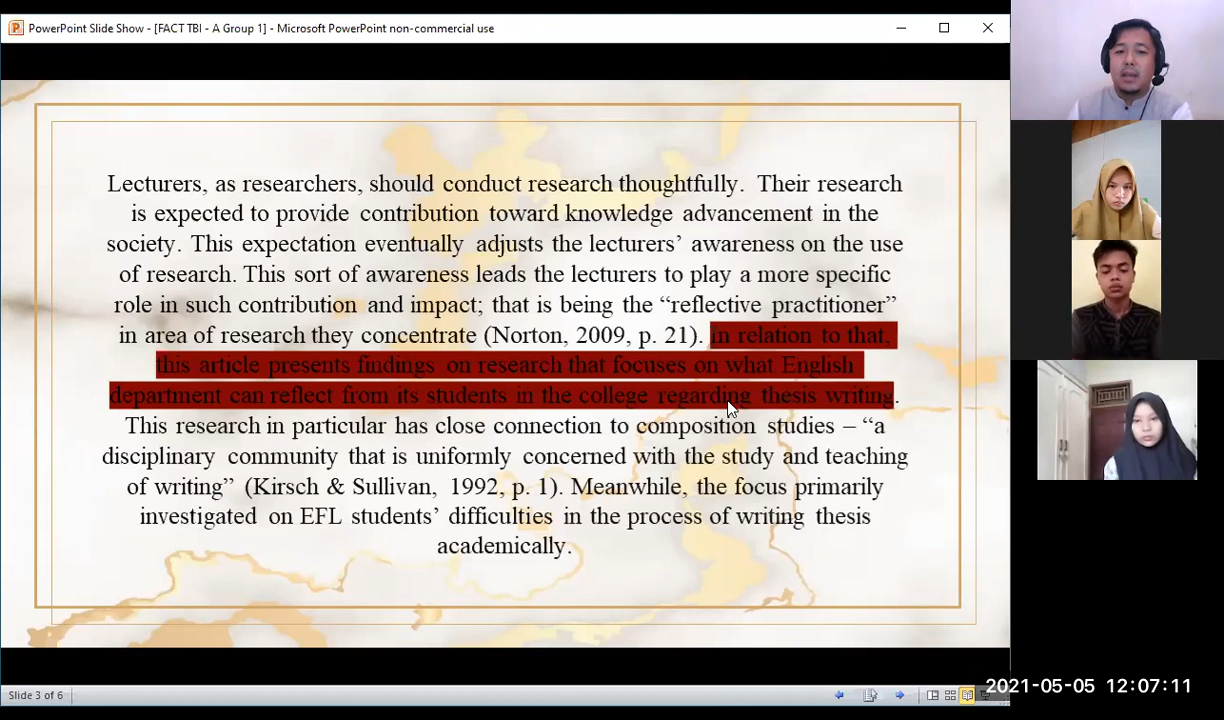 PowerPoint Slide Show - [FACT TBI - A Group 1] - Microsoft PowerPoint non-commercial use
Lecturers, as researchers, should conduct research thoughtfully. Their research
is expected to provide contribution toward knowledge advancement in the
society. This expectation eventually adjusts the lecturers’ awareness on the use
of research. This sort of awareness leads the lecturers to play a more specific
role in such contribution and impact; that is being the “reflective practitioner”
in area of research they concentrate (Norton, 2009, p. 21). in relation to that,
this article presents findings on research that focuses on what English
department can reflect from its students in the college regarding thesis writing.
This research in particular has close connection to composition studies – “a
disciplinary community that is uniformly concerned with the study and teaching
of writing” (Kirsch & Sullivan, 1992, p. 1). Meanwhile, the focus primarily
investigated on EFL students’ difficulties in the process of writing thesis
academically.
Slide 3 of 6
2021-05-05 12:07:11